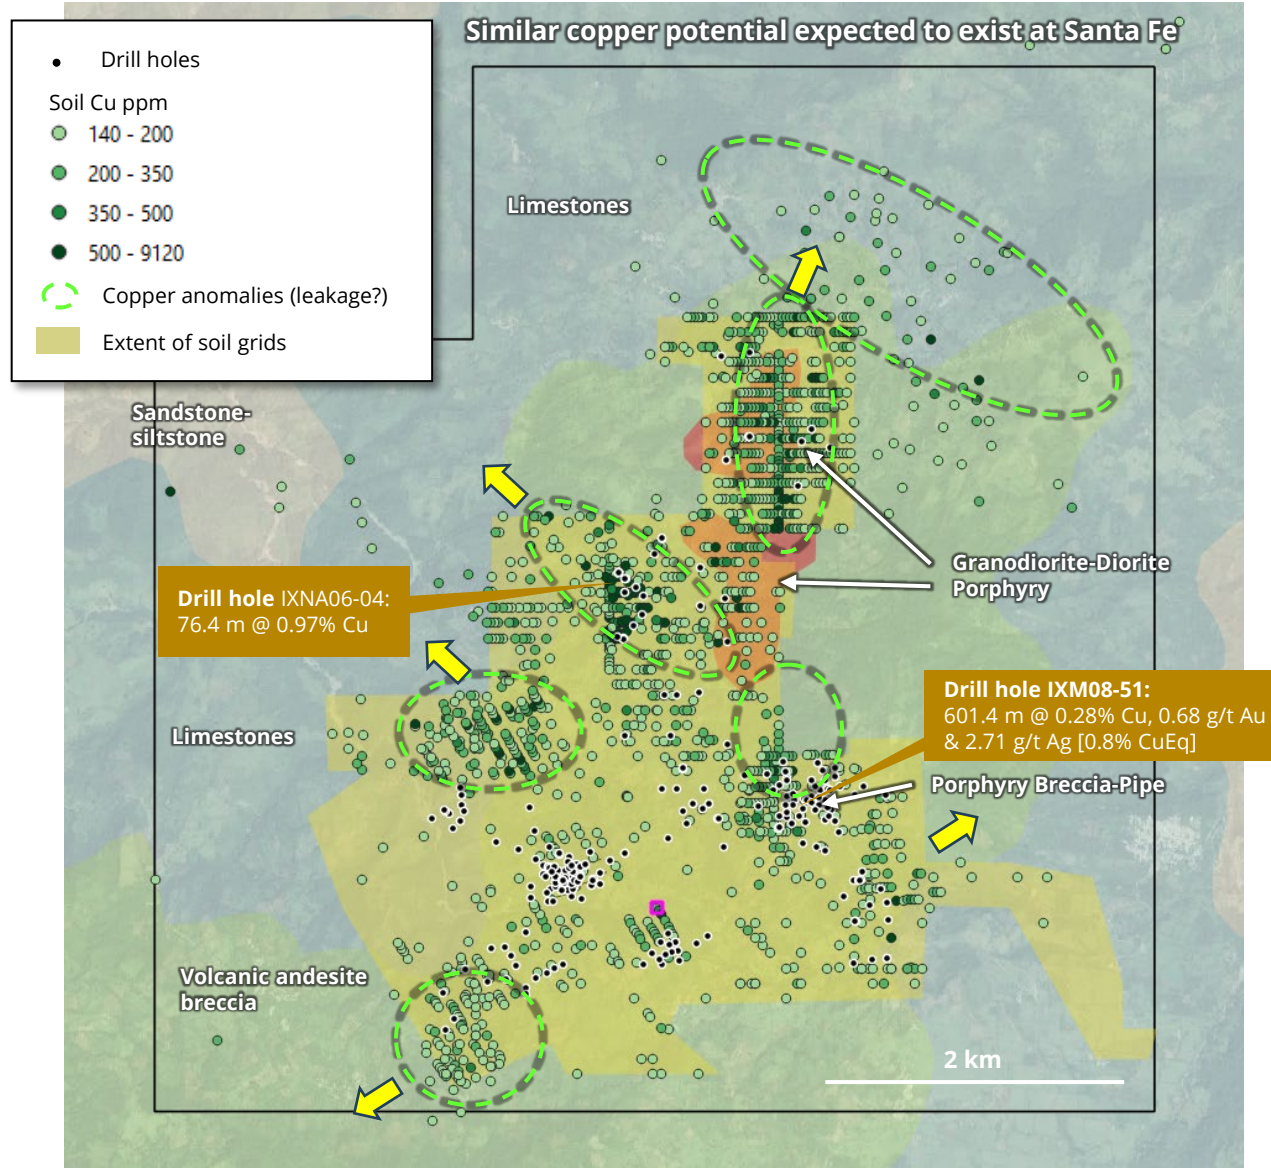 Similar copper potential expected to exist at Santa Fe
Drill holes
Soil Cu ppm
140 - 200
200 - 350
350 - 500
500 - 9120
Copper anomalies (leakage?)
Extent of soil grids
Limestones
Sandstone-
siltstone
Granodiorite-Diorite
Porphyry
Drill hole IXNA06-04:
76.4 m @ 0.97% Cu
Drill hole IXM08-51:
601.4 m @ 0.28% Cu, 0.68 g/t Au
& 2.71 g/t Ag [0.8% CuEq]
Limestones
Porphyry Breccia-Pipe
Volcanic andesite
breccia
2 km